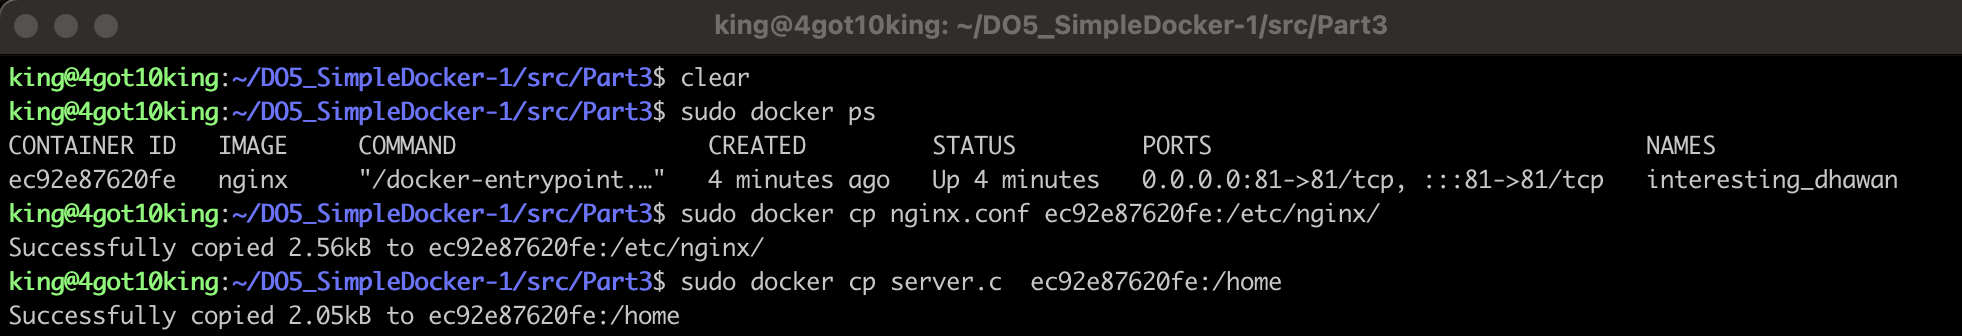 king@4got10king: ~/DO5_SimpleDocker-1/src/Part3
king@4got10king:~/DO5_SimpleDocker-1/src/Part3$ clear
king@4got10king:~/DO5_SimpleDocker-1/src/Part3$ sudo docker ps
CONTAINER ID   IMAGE     COMMAND                  CREATED         STATUS         PORTS                               NAMES
ec92e87620fe   nginx     "/docker-entrypoint.…"   4 minutes ago   Up 4 minutes   0.0.0.0:81->81/tcp, :::81->81/tcp   interesting_dhawan
king@4got10king:~/DO5_SimpleDocker-1/src/Part3$ sudo docker cp nginx.conf ec92e87620fe:/etc/nginx/
Successfully copied 2.56kB to ec92e87620fe:/etc/nginx/
king@4got10king:~/DO5_SimpleDocker-1/src/Part3$ sudo docker cp server.c  ec92e87620fe:/home
Successfully copied 2.05kB to ec92e87620fe:/home